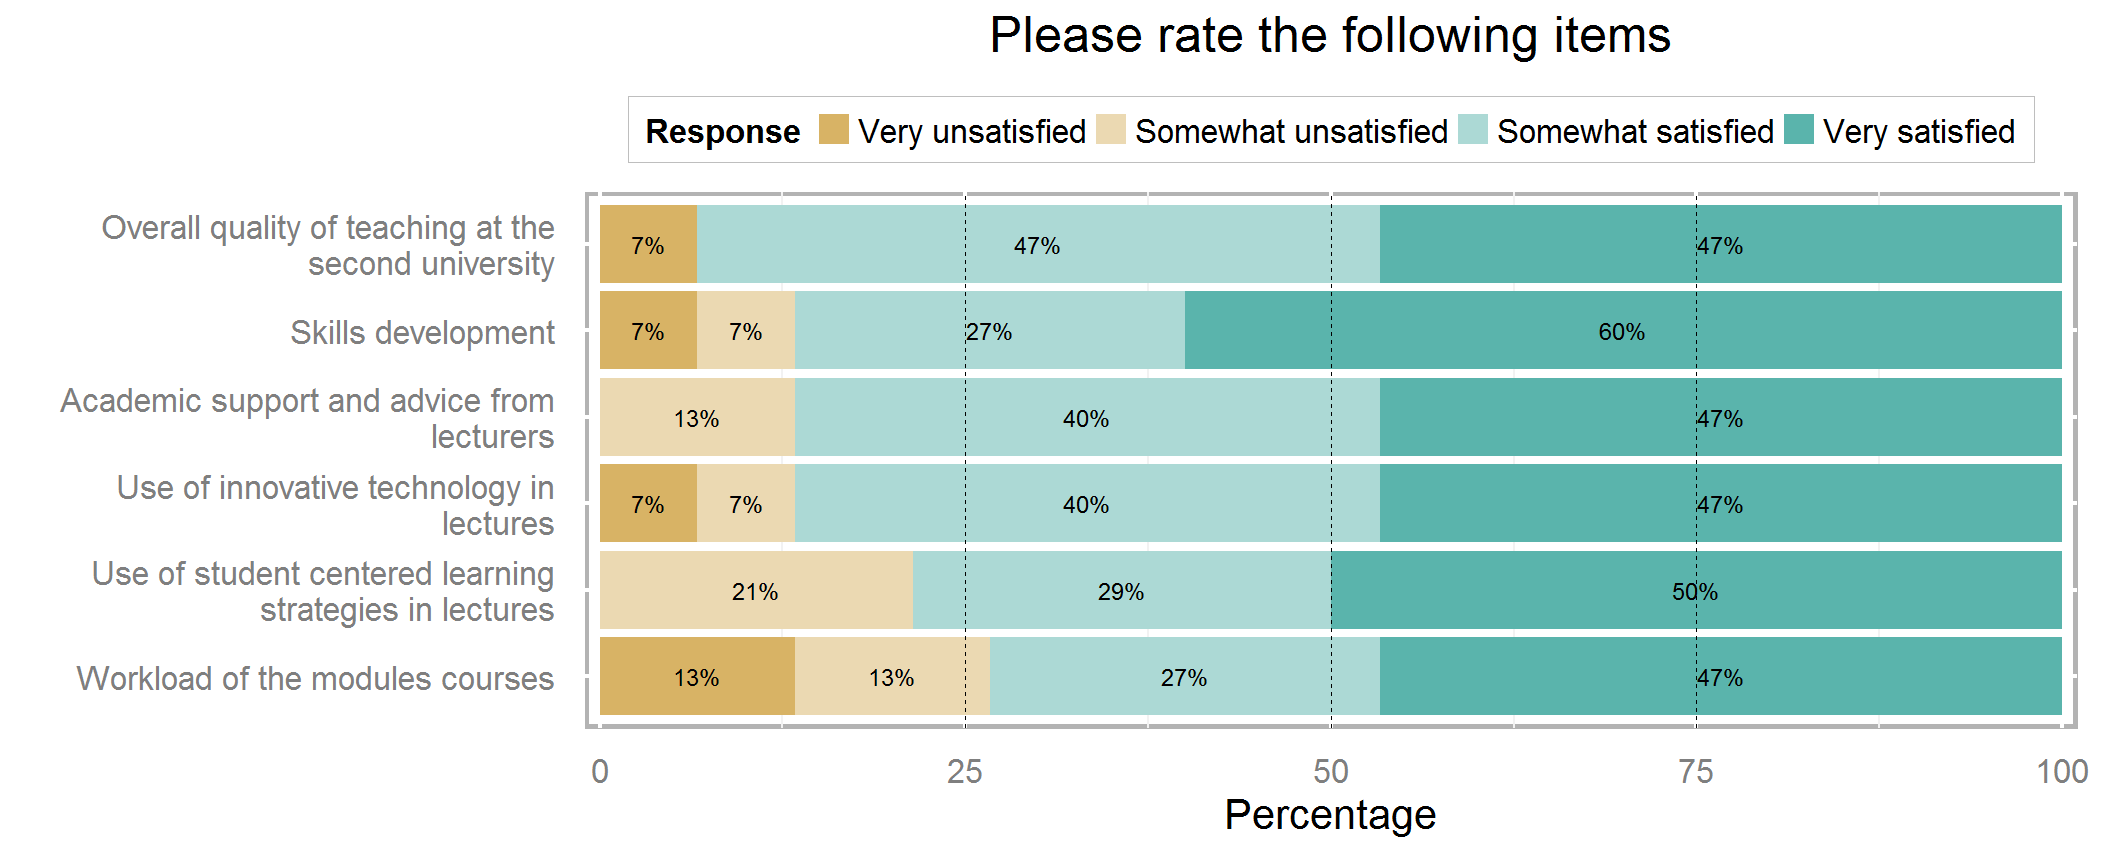 Please rate the following items
Response Very unsatisfied Somewhat unsatisfied Somewhat satisfied Very satisfied
Overall quality of teaching at the
second university
7% 47% 47%
Skills development
7% 7% 27% 60%
Academic support and advice from
lecturers
13% 40% 47%
Use of innovative technology in
lectures
7% 7% 40% 47%
Use of student centered learning
strategies in lectures
21% 29% 50%
Workload of the modules courses
13% 13% 27% 47%
0 25 50 75 100
Percentage